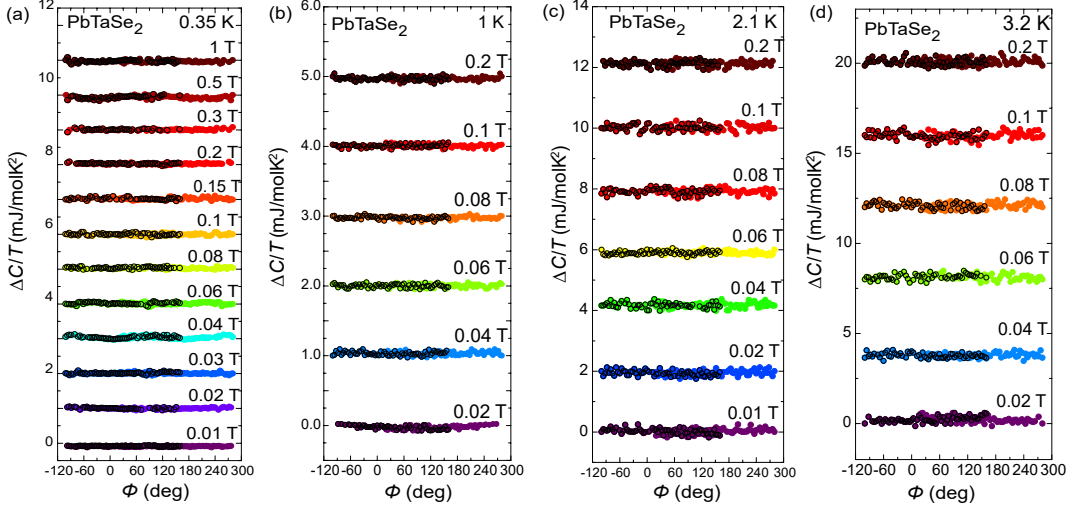 (a)
PbTaSe2 0.35 K
12
10
8
6
4
2
0
1 T
0.5 T
0.3 T
0.2 T
0.15 T
0.1 T
0.08 T
0.06 T
0.04 T
0.03 T
0.02 T
0.01 T
-120 -60 0 60 120 180 240 300
Φ (deg)
ΔC/T (mJ/molK²)
(b)
PbTaSe2 1 K
6.0
5.0
4.0
3.0
2.0
1.0
0.0
-1.
0.2 T
0.1 T
0.08 T
0.06 T
0.04 T
0.02 T
-120 -60 0 60 120 180 240 300
Φ (deg)
ΔC/T (mJ/molK²)
(c)
PbTaSe2 2.1 K
14
12
10
8
6
4
2
0
0.2 T
0.1 T
0.08 T
0.06 T
0.04 T
0.02 T
0.01 T
-120 -60 0 60 120 180 240 300
Φ (deg)
ΔC/T (mJ/molK²)
(d)
PbTaSe2 3.2 K
20
15
10
5
0
0.2 T
0.1 T
0.08 T
0.06 T
0.04 T
0.02 T
-120 -60 0 60 120 180 240 300
Φ (deg)
ΔC/T (mJ/molK²)